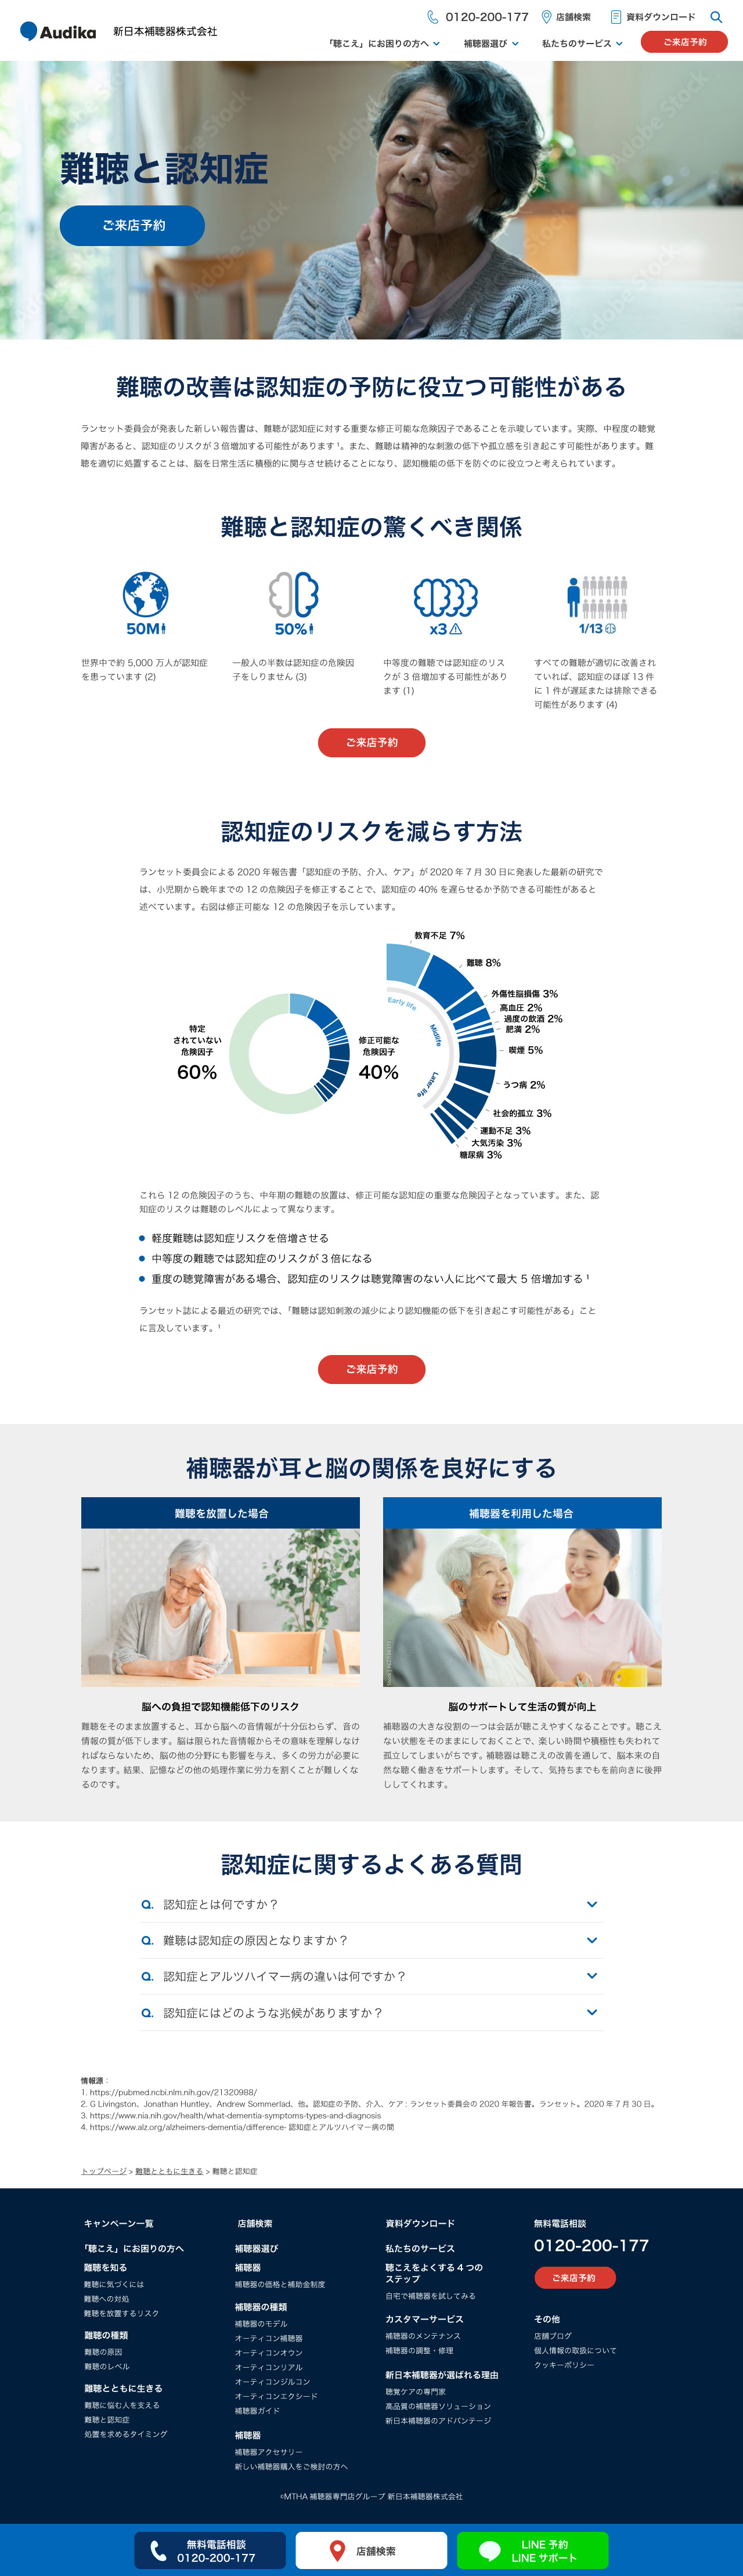 Audika
新日本補聴器株式会社
0120-200-177
店舗検索
資料ダウンロード
「聴こえ」にお困りの方へ
補聴器選び
私たちのサービス
ご来店予約
難聴と認知症
ご来店予約
Adobe Stock
難聴の改善は認知症の予防に役立つ可能性がある
ランセット委員会が発表した新しい報告書は、難聴が認知症に対する重要な修正可能な危険因子であることを示唆しています。実際、中程度の聴覚
障害があると、認知症のリスクが 3 倍増加する可能性があります ¹。また、難聴は精神的な刺激の低下や孤立感を引き起こす可能性があります。難
聴を適切に処置することは、脳を日常生活に積極的に関与させ続けることになり、認知機能の低下を防ぐのに役立つと考えられています。
難聴と認知症の驚くべき関係
50M
50%
x3
1/13
世界中で約 5,000 万人が認知症
を患っています (2)
一般人の半数は認知症の危険因
子をしりません (3)
中等度の難聴では認知症のリス
クが 3 倍増加する可能性があり
ます (1)
すべての難聴が適切に改善され
ていれば、認知症のほぼ 13 件
に 1 件が遅延または排除できる
可能性があります (4)
ご来店予約
認知症のリスクを減らす方法
ランセット委員会による 2020 年報告書「認知症の予防、介入、ケア」が 2020 年 7 月 30 日に発表した最新の研究で
は、小児期から晩年までの 12 の危険因子を修正することで、認知症の 40% を遅らせるか予防できる可能性があると
述べています。右図は修正可能な 12 の危険因子を示しています。
特定
されていない
危険因子
60%
修正可能な
危険因子
40%
Early life
Midlife
Later life
教育不足 7%
難聴 8%
外傷性脳損傷 3%
高血圧 2%
過度の飲酒 2%
肥満 2%
喫煙 5%
うつ病 2%
社会的孤立 3%
運動不足 3%
大気汚染 3%
糖尿病 3%
これら 12 の危険因子のうち、中年期の難聴の放置は、修正可能な認知症の重要な危険因子となっています。また、認
知症のリスクは難聴のレベルによって異なります。
● 軽度難聴は認知症リスクを倍増させる
● 中等度の難聴では認知症のリスクが 3 倍になる
● 重度の聴覚障害がある場合、認知症のリスクは聴覚障害のない人に比べて最大 5 倍増加する ¹
ランセット誌による最近の研究では、「難聴は認知刺激の減少により認知機能の低下を引き起こす可能性がある」こと
に言及しています。¹
ご来店予約
補聴器が耳と脳の関係を良好にする
難聴を放置した場合
脳への負担で認知機能低下のリスク
難聴をそのまま放置すると、耳から脳への音情報が十分伝わらず、音の
情報の質が低下します。脳は限られた音情報からその意味を理解しなけ
ればならないため、脳の他の分野にも影響を与え、多くの労力が必要に
なります。結果、記憶などの他の処理作業に労力を割くことが難しくな
るのです。
補聴器を利用した場合
脳のサポートして生活の質が向上
補聴器の大きな役割の一つは会話が聴こえやすくなることです。聴こえ
ない状態をそのままにしておくことで、楽しい時間や積極性も失われて
孤立してしまいがちです。補聴器は聴こえの改善を通して、脳本来の自
然な聴く働きをサポートします。そして、気持ちまでもを前向きに後押
ししてくれます。
認知症に関するよくある質問
Q. 認知症とは何ですか？
Q. 難聴は認知症の原因となりますか？
Q. 認知症とアルツハイマー病の違いは何ですか？
Q. 認知症にはどのような兆候がありますか？
情報源：
1. https://pubmed.ncbi.nlm.nih.gov/21320988/
2. G Livingston、Jonathan Huntley、Andrew Sommerlad、他。認知症の予防、介入、ケア：ランセット委員会の 2020 年報告書。ランセット。2020 年 7 月 30 日。
3. https://www.nia.nih.gov/health/what-dementia-symptoms-types-and-diagnosis
4. https://www.alz.org/alzheimers-dementia/difference- 認知症とアルツハイマー病の間
トップページ > 難聴とともに生きる > 難聴と認知症
キャンペーン一覧
「聴こえ」にお困りの方へ
難聴を知る
難聴に気づくには
難聴への対処
難聴を放置するリスク
難聴の種類
難聴の原因
難聴のレベル
難聴とともに生きる
難聴に悩む人を支える
難聴と認知症
処置を求めるタイミング
店舗検索
補聴器選び
補聴器
補聴器の価格と補助金制度
補聴器の種類
補聴器のモデル
オーティコン補聴器
オーティコンオウン
オーティコンリアル
オーティコンジルコン
オーティコンエクシード
補聴器ガイド
補聴器
補聴器アクセサリー
新しい補聴器購入をご検討の方へ
資料ダウンロード
私たちのサービス
聴こえをよくする 4 つの
ステップ
自宅で補聴器を試してみる
カスタマーサービス
補聴器のメンテナンス
補聴器の調整・修理
新日本補聴器が選ばれる理由
聴覚ケアの専門家
高品質の補聴器ソリューション
新日本補聴器のアドバンテージ
無料電話相談
0120-200-177
ご来店予約
その他
店舗ブログ
個人情報の取扱について
クッキーポリシー
©MTHA 補聴器専門店グループ 新日本補聴器株式会社
無料電話相談
0120-200-177
店舗検索
LINE 予約
LINE サポート